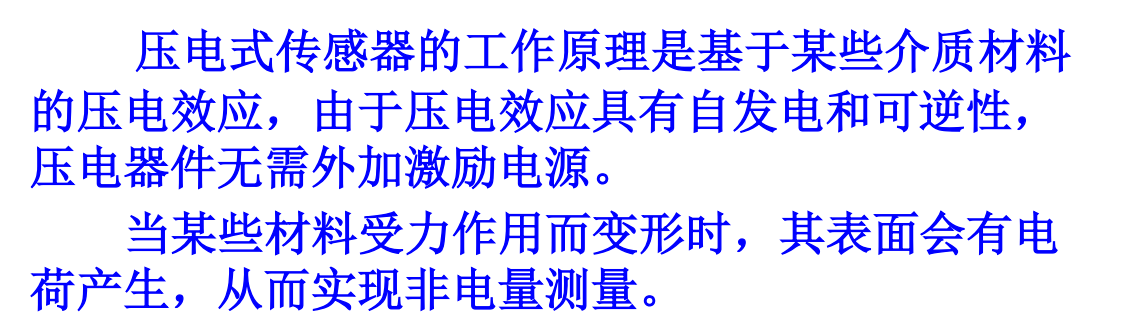 压电式传感器的工作原理是基于某些介质材料
的压电效应，由于压电效应具有自发电和可逆性，
压电器件无需外加激励电源。
当某些材料受力作用而变形时，其表面会有电
荷产生，从而实现非电量测量。